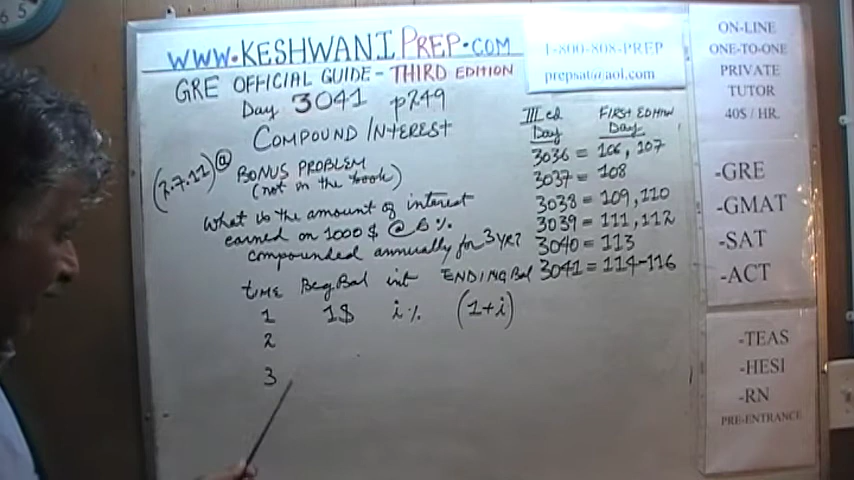 WWW.KESHWANIPREP.COM
GRE OFFICIAL GUIDE - THIRD EDITION
Day 3041 p249
COMPOUND INTEREST
(2.7.11)@ BONUS PROBLEM
(not in the book)
What is the amount of interest
earned on 1000$ @ 6%
compounded annually for 3 YR?
TIME Beg Bal int ENDING Bal
1 1$ i% (1+i)
2
3
1-800-808-PREP
prepsat@aol.com
III ed FIRST EDITION
Day Day
3036 = 106, 107
3037 = 108
3038 = 109, 110
3039 = 111, 112
3040 = 113
3041 = 114-116
ON-LINE
ONE-TO-ONE
PRIVATE
TUTOR
40$ / HR.
-GRE
-GMAT
-SAT
-ACT
-TEAS
-HESI
-RN
PRE-ENTRANCE
6 5